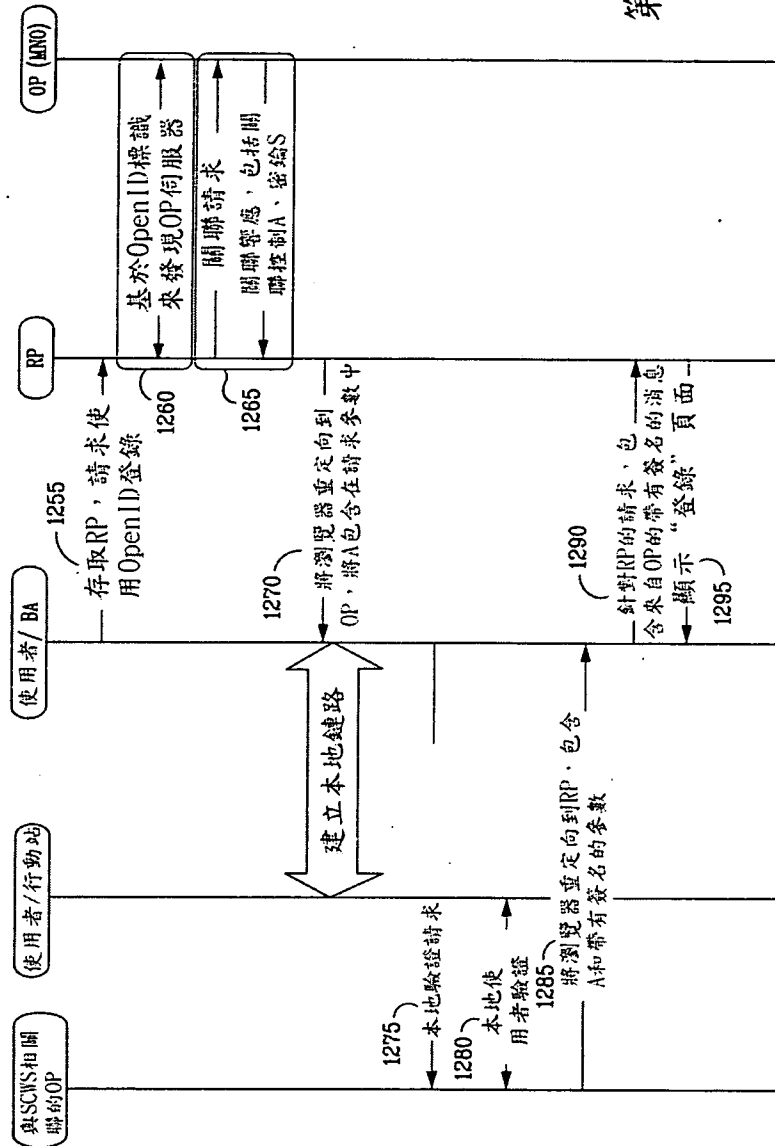 與SCWS相關
聯的OP
使用者/行動站
使用者/BA
RP
OP (MNO)
1255
存取RP，請求使
用OpenID登錄
基於OpenID標識
來發現OP伺服器
1260
關聯請求
關聯響應，包括關
聯控制A、密鑰S
1265
1270
將瀏覽器重定向到
OP，將A包含在請求參數中
建立本地鏈路
1275
本地驗證請求
1280
本地使
用者驗證
1285
將瀏覽器重定向到RP，包含
A和帶有簽名的參數
1290
針對RP的請求，包
含來自OP的帶有簽名的消息
顯示“登錄”頁面
1295
第